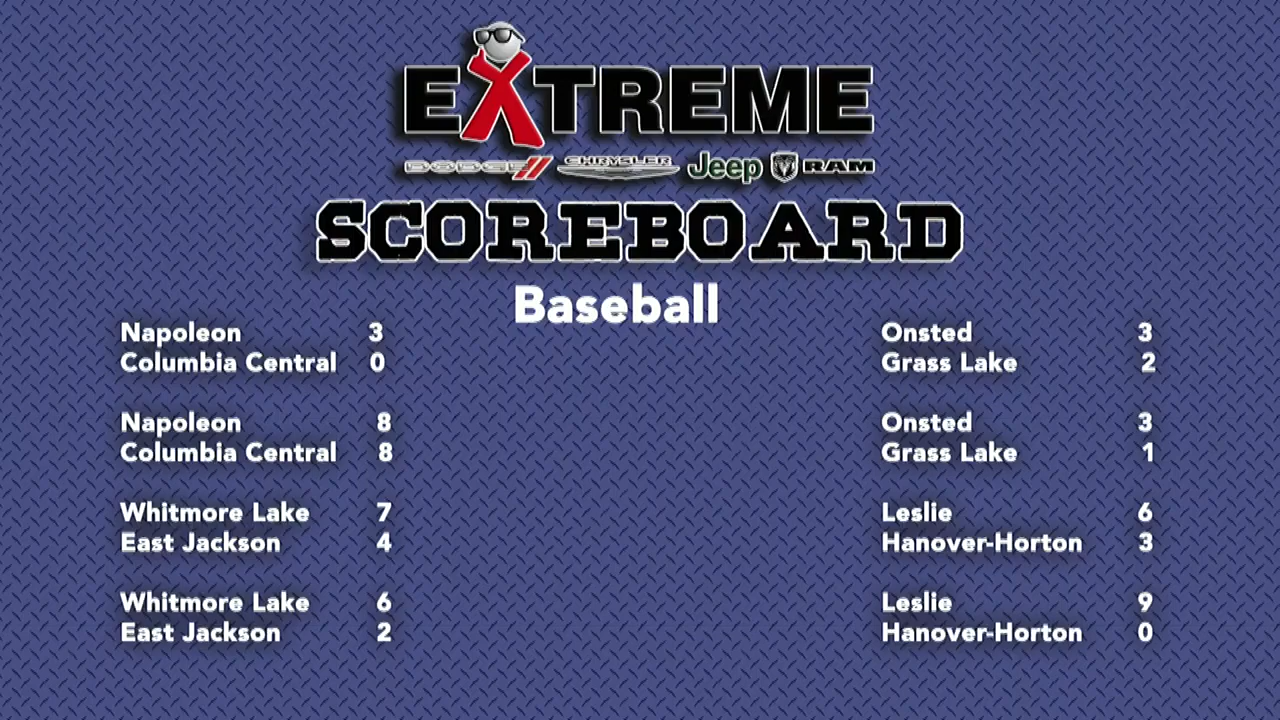 EXTREME
DODGE CHRYSLER Jeep RAM
SCOREBOARD
Baseball
Napoleon 3
Columbia Central 0
Napoleon 8
Columbia Central 8
Whitmore Lake 7
East Jackson 4
Whitmore Lake 6
East Jackson 2
Onsted 3
Grass Lake 2
Onsted 3
Grass Lake 1
Leslie 6
Hanover-Horton 3
Leslie 9
Hanover-Horton 0